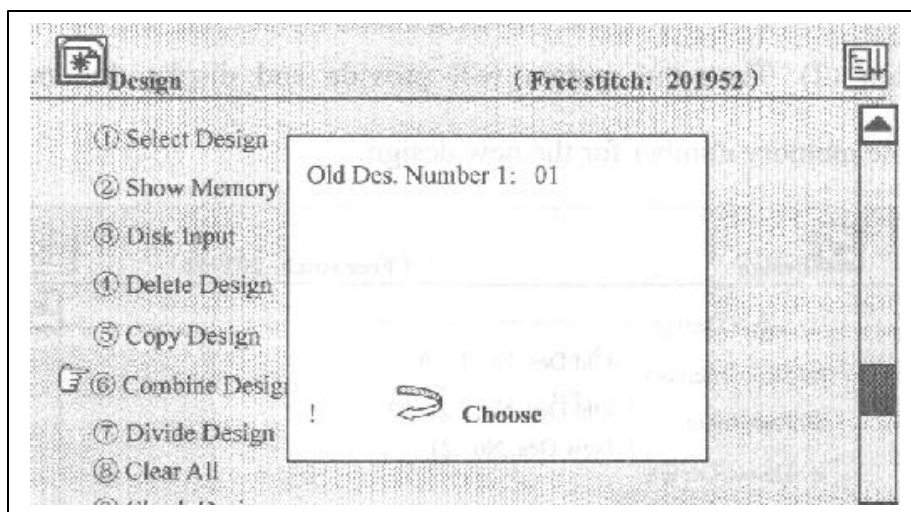 Design (Free stitch: 201952)
① Select Design
② Show Memory
③ Disk Input
④ Delete Design
⑤ Copy Design
⑥ Combine Desig
⑦ Divide Design
⑧ Clear All
Old Des. Number 1: 01
! Choose